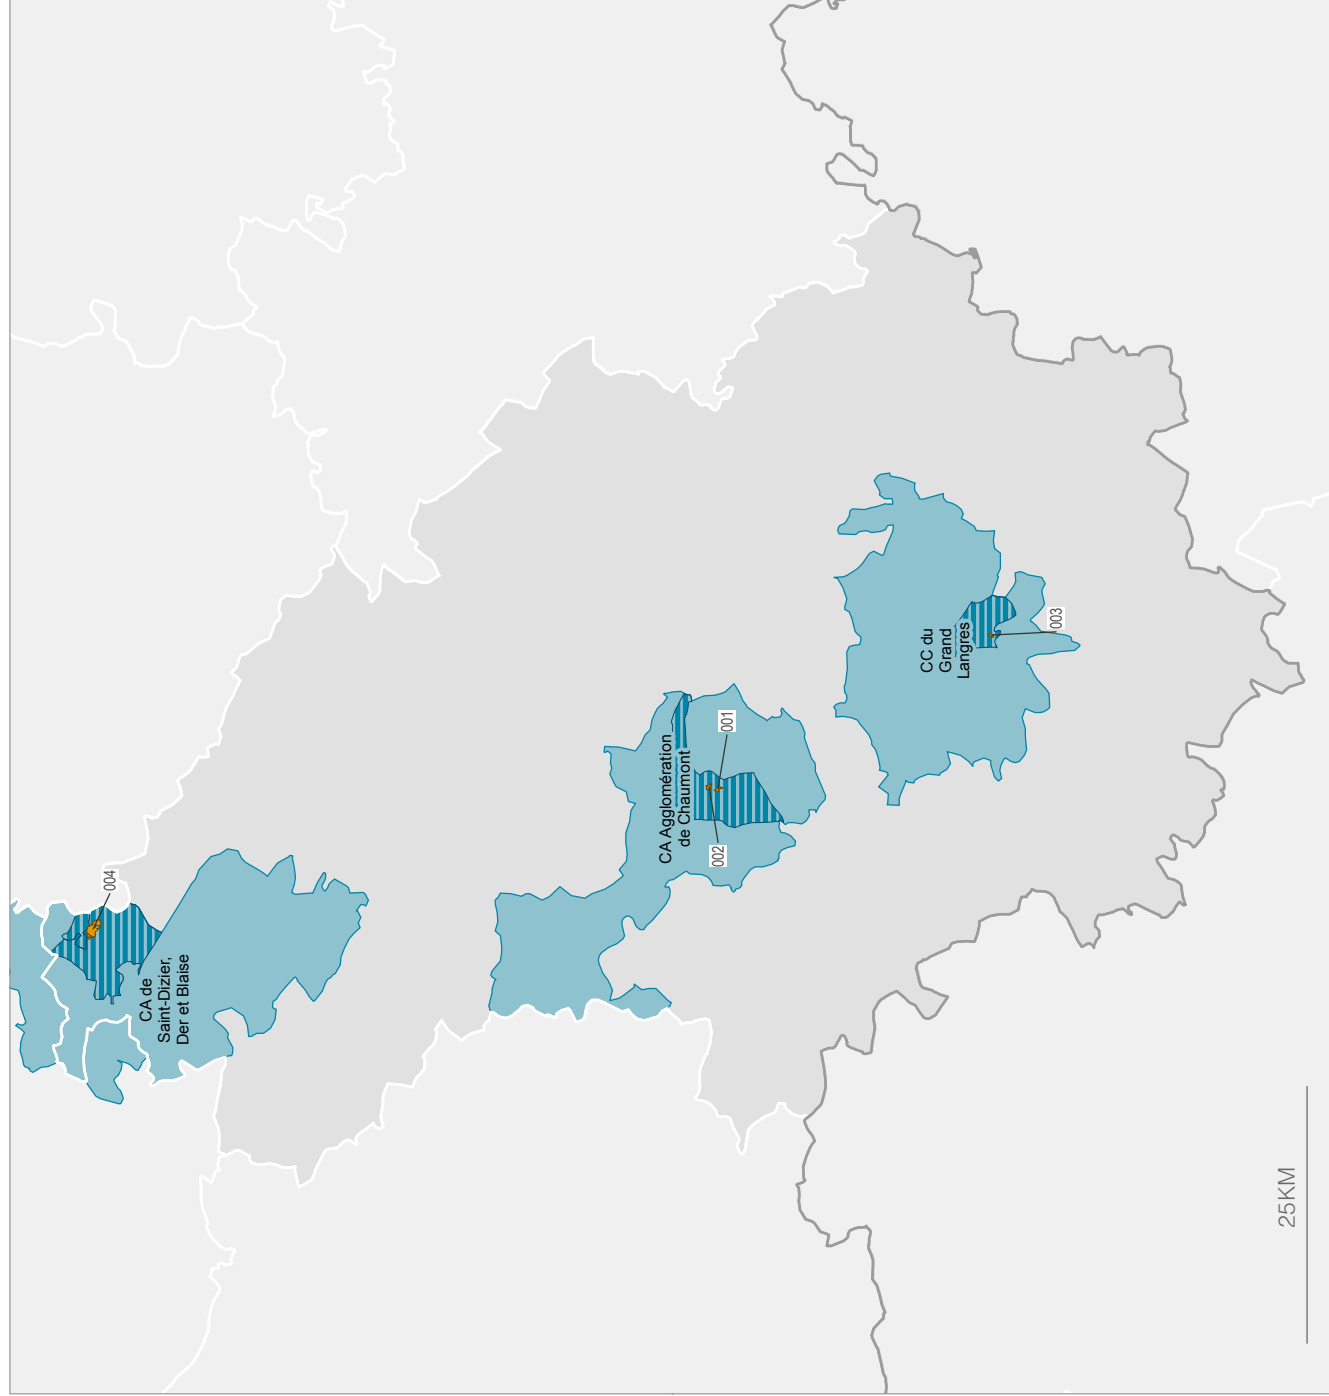 004
CA de
Saint-Dizier,
Der et Blaise
CA Agglomération
de Chaumont
001
002
CC du
Grand
Langres
003
25KM